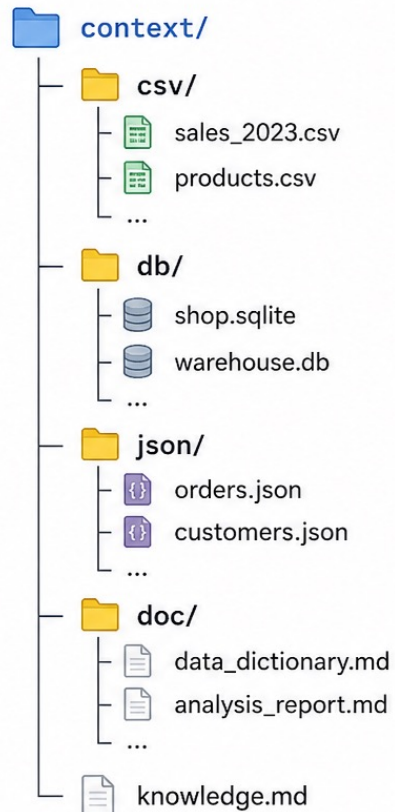 context/
csv/
sales_2023.csv
products.csv
...
db/
shop.sqlite
warehouse.db
...
json/
{} orders.json
{} customers.json
...
doc/
data_dictionary.md
analysis_report.md
...
knowledge.md